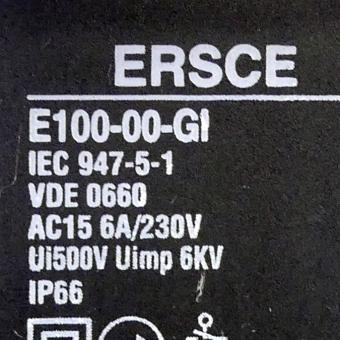 ERSCE
E100-00-GI
IEC 947-5-1
VDE 0660
AC15 6A/230V
Ui500V Uimp 6KV
IP66